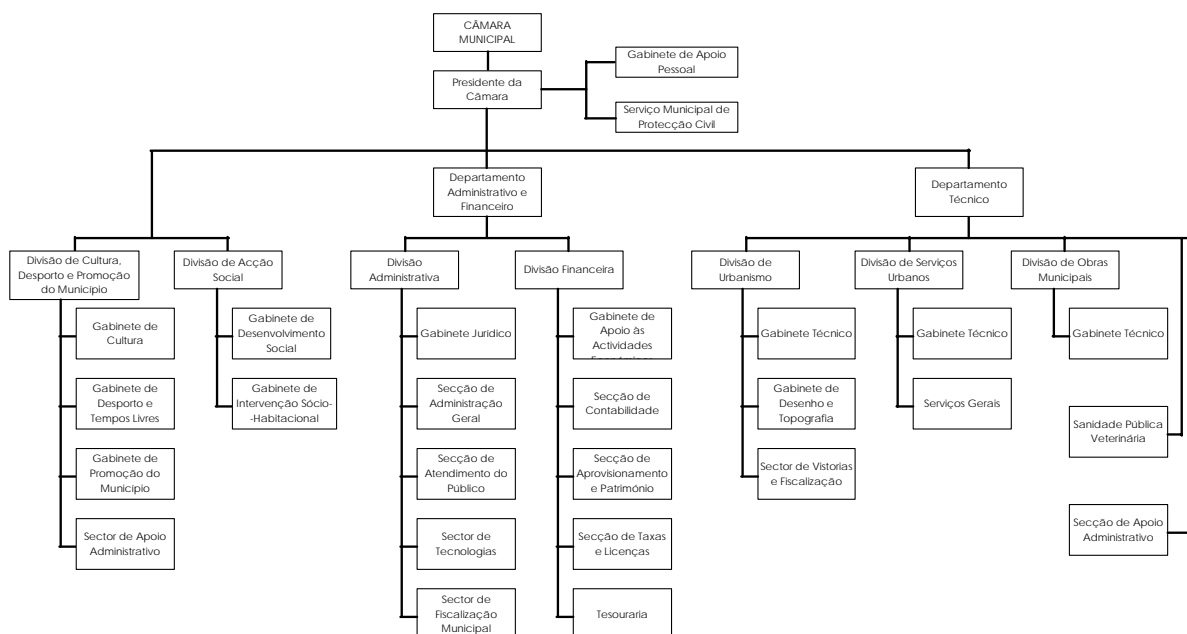 CÂMARA
MUNICIPAL
Presidente da
Câmara
Gabinete de Apoio
Pessoal
Serviço Municipal de
Protecção Civil
Departamento
Administrativo e
Financeiro
Departamento
Técnico
Divisão de Cultura,
Desporto e Promoção
do Município
Divisão de Acção
Social
Divisão
Administrativa
Divisão Financeira
Divisão de
Urbanismo
Divisão de Serviços
Urbanos
Divisão de Obras
Municipais
Gabinete de
Cultura
Gabinete de
Desporto e
Tempos Livres
Gabinete de
Promoção do
Município
Sector de Apoio
Administrativo
Gabinete de
Desenvolvimento
Social
Gabinete de
Intervenção Sócio-
-Habitacional
Gabinete Jurídico
Secção de
Administração
Geral
Secção de
Atendimento do
Público
Sector de
Tecnologias
Sector de
Fiscalização
Municipal
Gabinete de
Apoio às
Actividades
Secção de
Contabilidade
Secção de
Aprovisionamento
e Património
Secção de Taxas
e Licenças
Tesouraria
Gabinete Técnico
Gabinete de
Desenho e
Topografia
Sector de Vistorias
e Fiscalização
Gabinete Técnico
Serviços Gerais
Gabinete Técnico
Sanidade Pública
Veterinária
Secção de Apoio
Administrativo